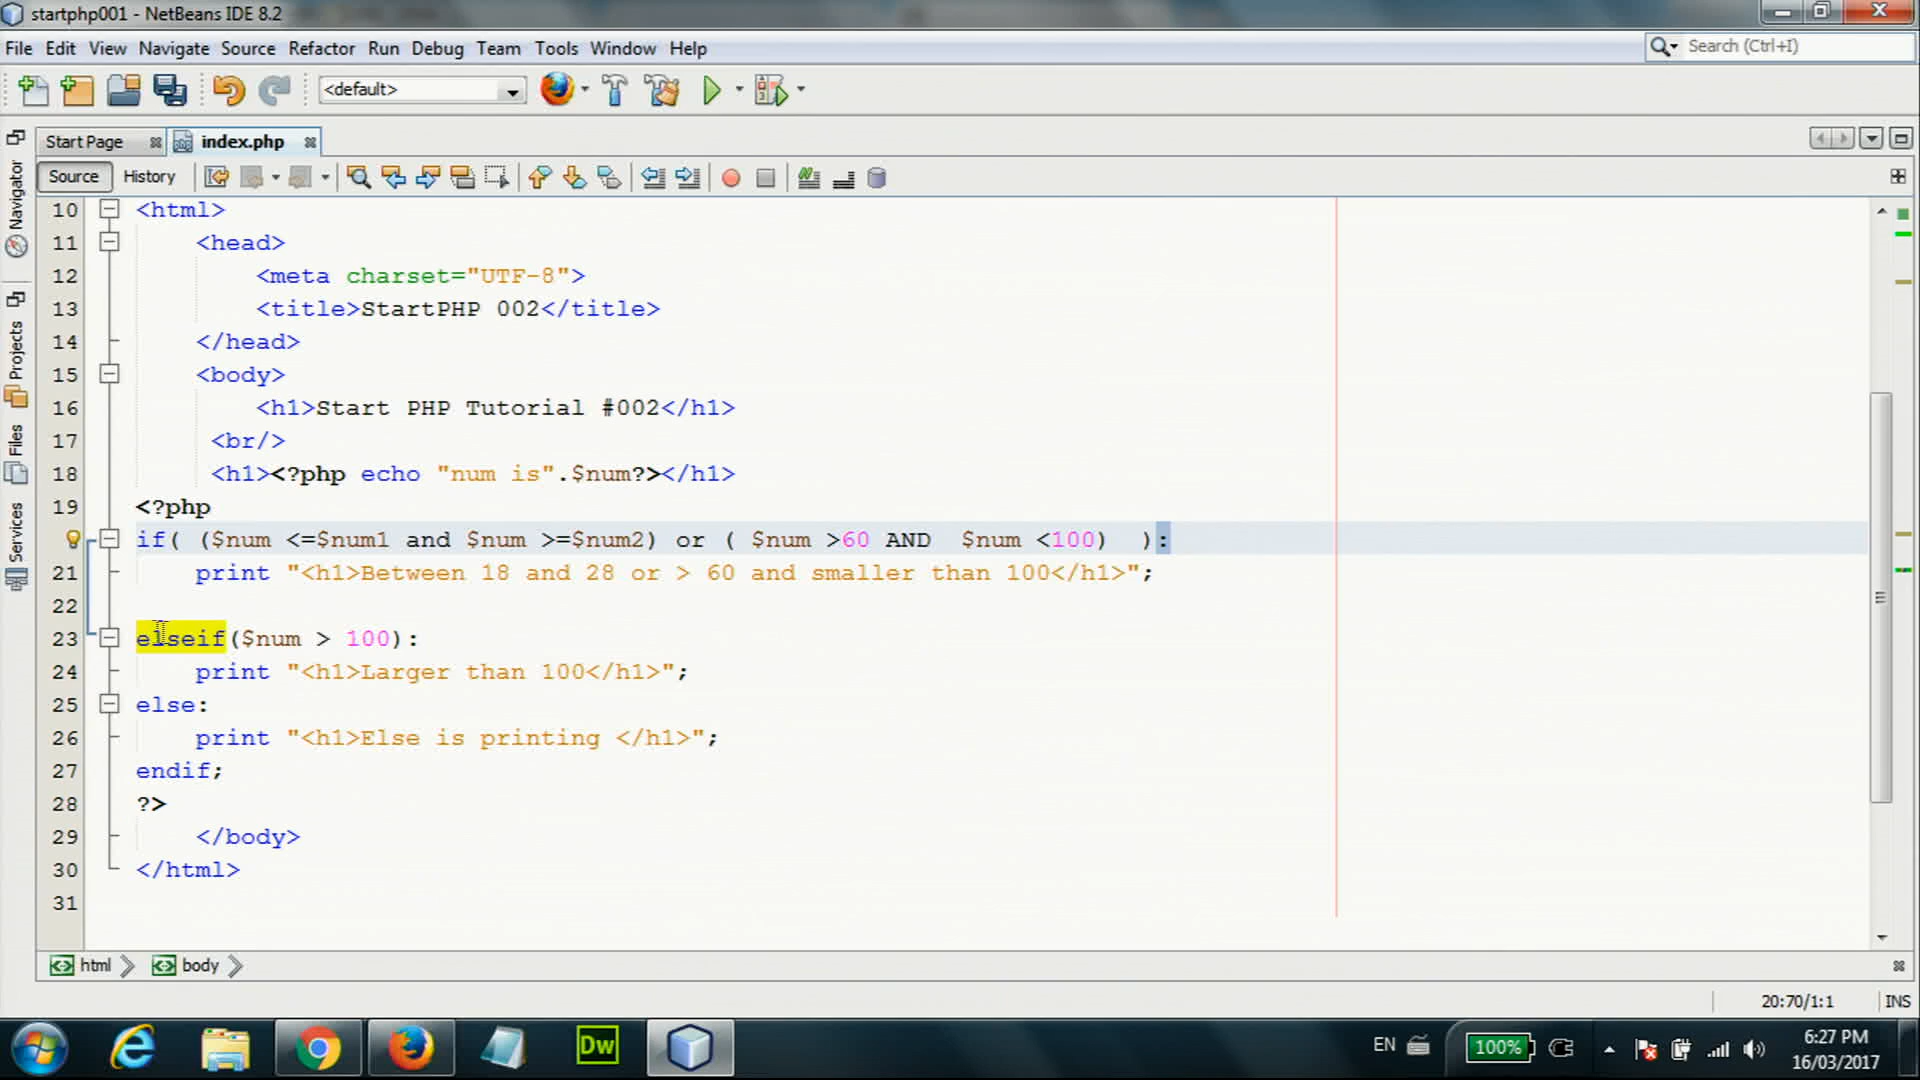 startphp001 - NetBeans IDE 8.2
File Edit View Navigate Source Refactor Run Debug Team Tools Window Help
Search (Ctrl+I)
<default>
Start Page
index.php
Source History
Navigator
Projects
Files
Services
10 <html>
11 <head>
12 <meta charset="UTF-8">
13 <title>StartPHP 002</title>
14 </head>
15 <body>
16 <h1>Start PHP Tutorial #002</h1>
17 <br/>
18 <h1><?php echo "num is".$num?></h1>
19 <?php
if( ($num <=$num1 and $num >=$num2) or ( $num >60 AND  $num <100)  ):
21 print "<h1>Between 18 and 28 or > 60 and smaller than 100</h1>";
22
23 elseif($num > 100):
24 print "<h1>Larger than 100</h1>";
25 else:
26 print "<h1>Else is printing </h1>";
27 endif;
28 ?>
29 </body>
30 </html>
31
html body
20:70/1:1 INS
Dw
EN
100%
6:27 PM
16/03/2017